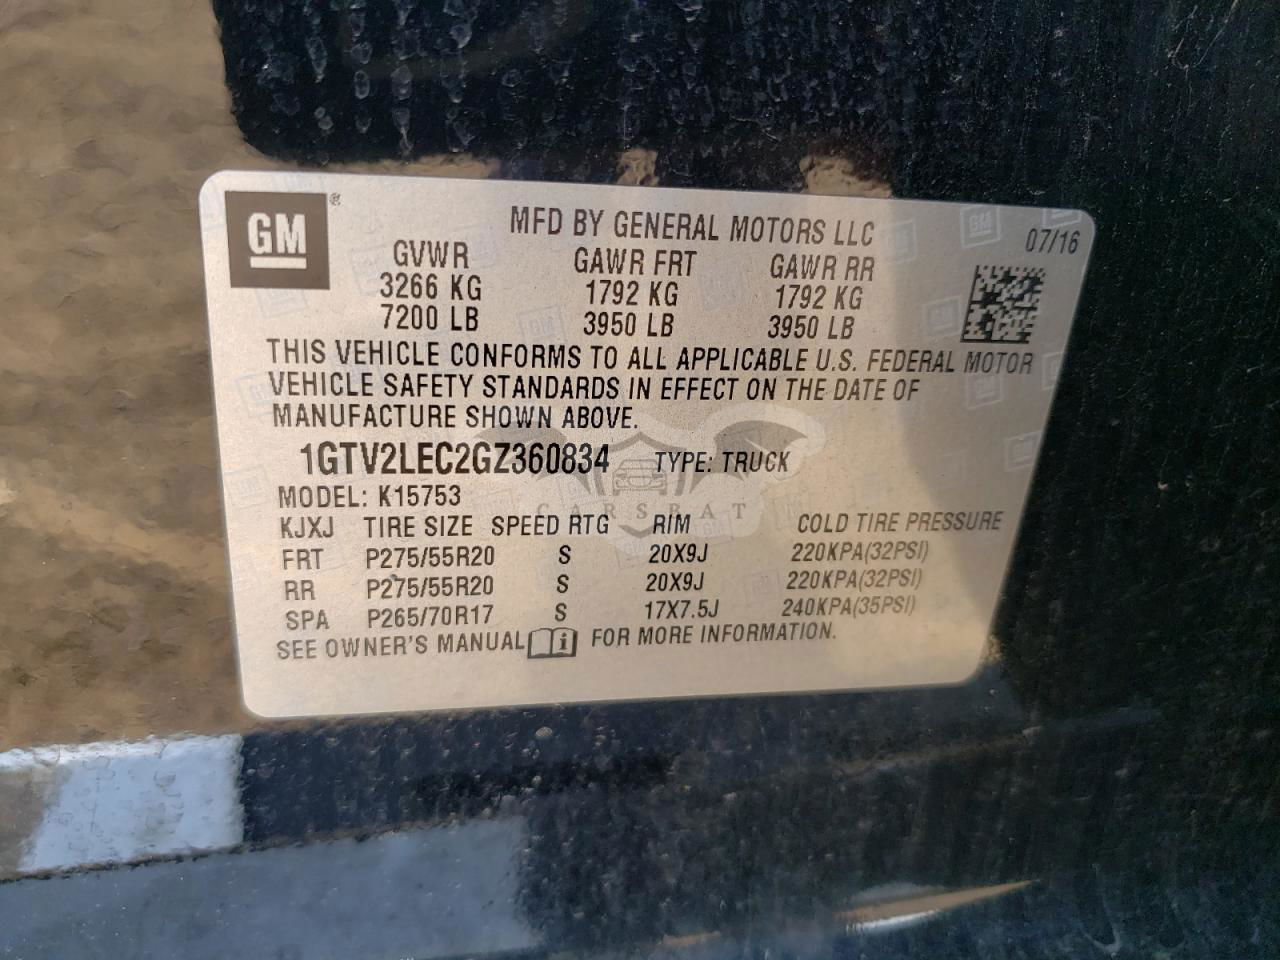 GM®
MFD BY GENERAL MOTORS LLC
07/16
GVWR GAWR FRT GAWR RR
3266 KG 1792 KG 1792 KG
7200 LB 3950 LB 3950 LB
THIS VEHICLE CONFORMS TO ALL APPLICABLE U.S. FEDERAL MOTOR
VEHICLE SAFETY STANDARDS IN EFFECT ON THE DATE OF
MANUFACTURE SHOWN ABOVE.
1GTV2LEC2GZ360834 TYPE: TRUCK
MODEL: K15753
CARSBAT
KJXJ TIRE SIZE SPEED RTG RIM COLD TIRE PRESSURE
FRT P275/55R20 S 20X9J 220KPA(32PSI)
RR P275/55R20 S 20X9J 220KPA(32PSI)
SPA P265/70R17 S 17X7.5J 240KPA(35PSI)
SEE OWNER'S MANUAL i FOR MORE INFORMATION.